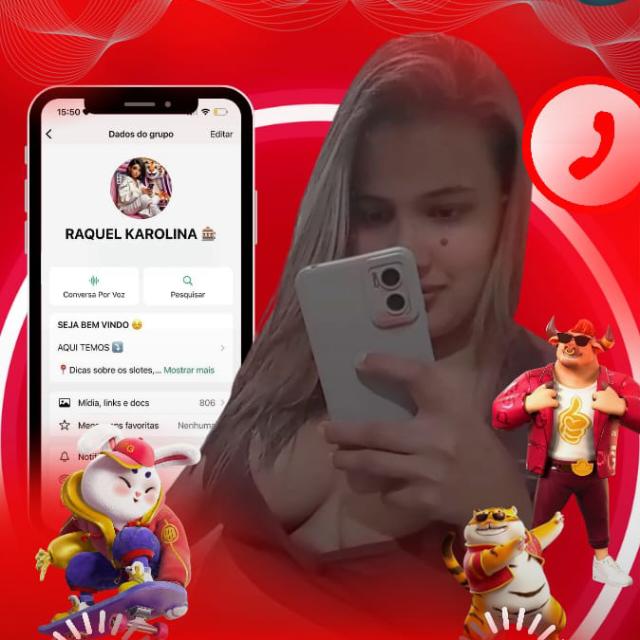 15:50
Dados do grupo
Editar
RAQUEL KAROLINA 🏦
Conversa Por Voz
Pesquisar
SEJA BEM VINDO 😊
AQUI TEMOS ⤵️
📍Dicas sobre os slotes,... Mostrar mais
Mídia, links e docs 806
favoritas Nenhuma